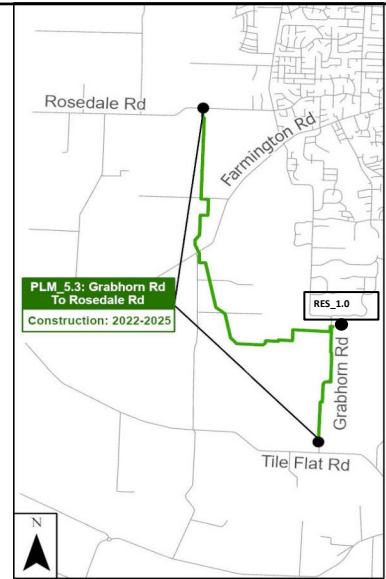 Rosedale Rd
Farmington Rd
PLM_5.3: Grabhorn Rd
To Rosedale Rd
Construction: 2022-2025
RES_1.0
Grabhorn Rd
Tile Flat Rd
N